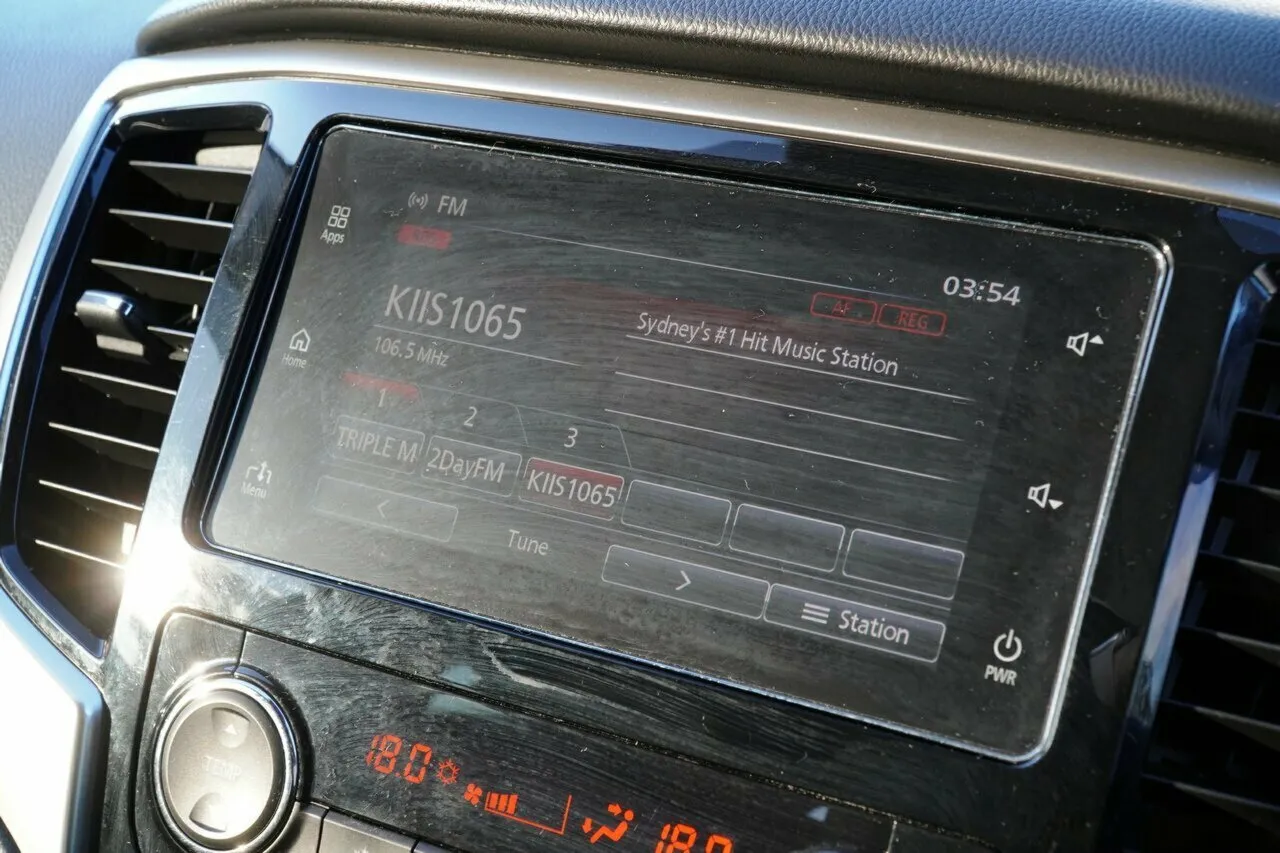 FM
Apps
03:54
AF
REG
KIIS1065
Sydney's #1 Hit Music Station
106.5 MHz
Home
1
2
3
TRIPLE M
2DayFM
KIIS1065
Menu
Tune
Station
PWR
TEMP
18.0
18.0